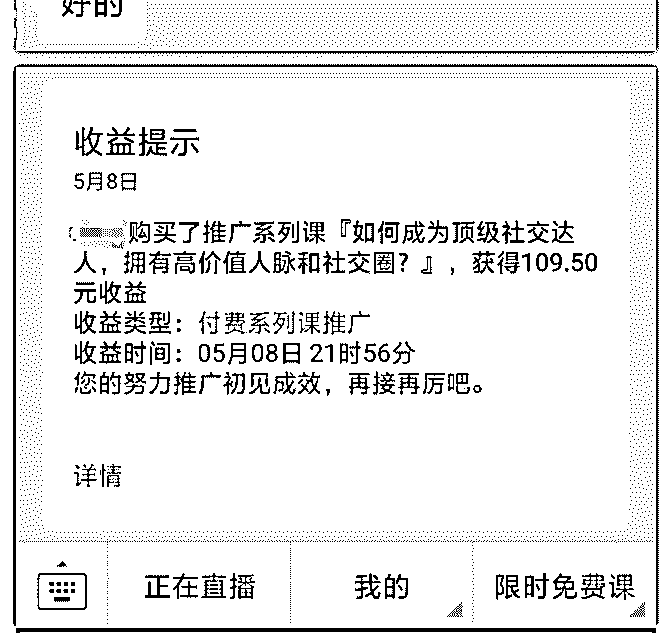 好的
收益提示
5月8日
购买了推广系列课『如何成为顶级社交达
人，拥有高价值人脉和社交圈？』，获得109.50
元收益
收益类型：付费系列课推广
收益时间：05月08日 21时56分
您的努力推广初见成效，再接再厉吧。
详情
正在直播
我的
限时免费课